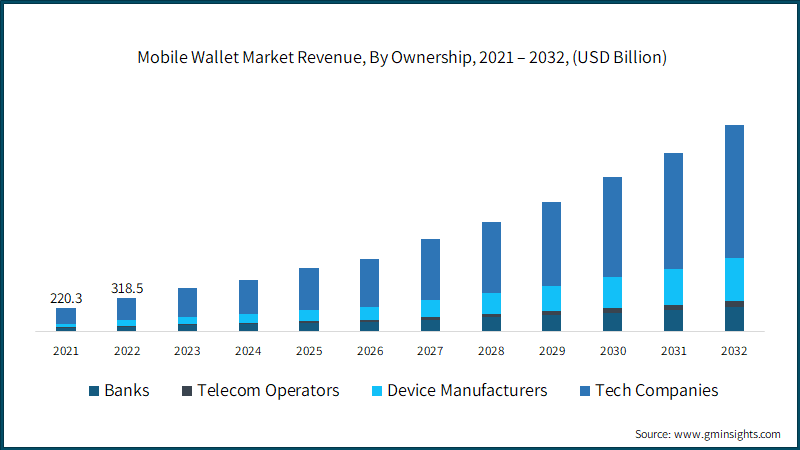 Mobile Wallet Market Revenue, By Ownership, 2021 – 2032, (USD Billion)
220.3
318.5
2021 2022 2023 2024 2025 2026 2027 2028 2029 2030 2031 2032
Banks Telecom Operators Device Manufacturers Tech Companies
Source: www.gminsights.com